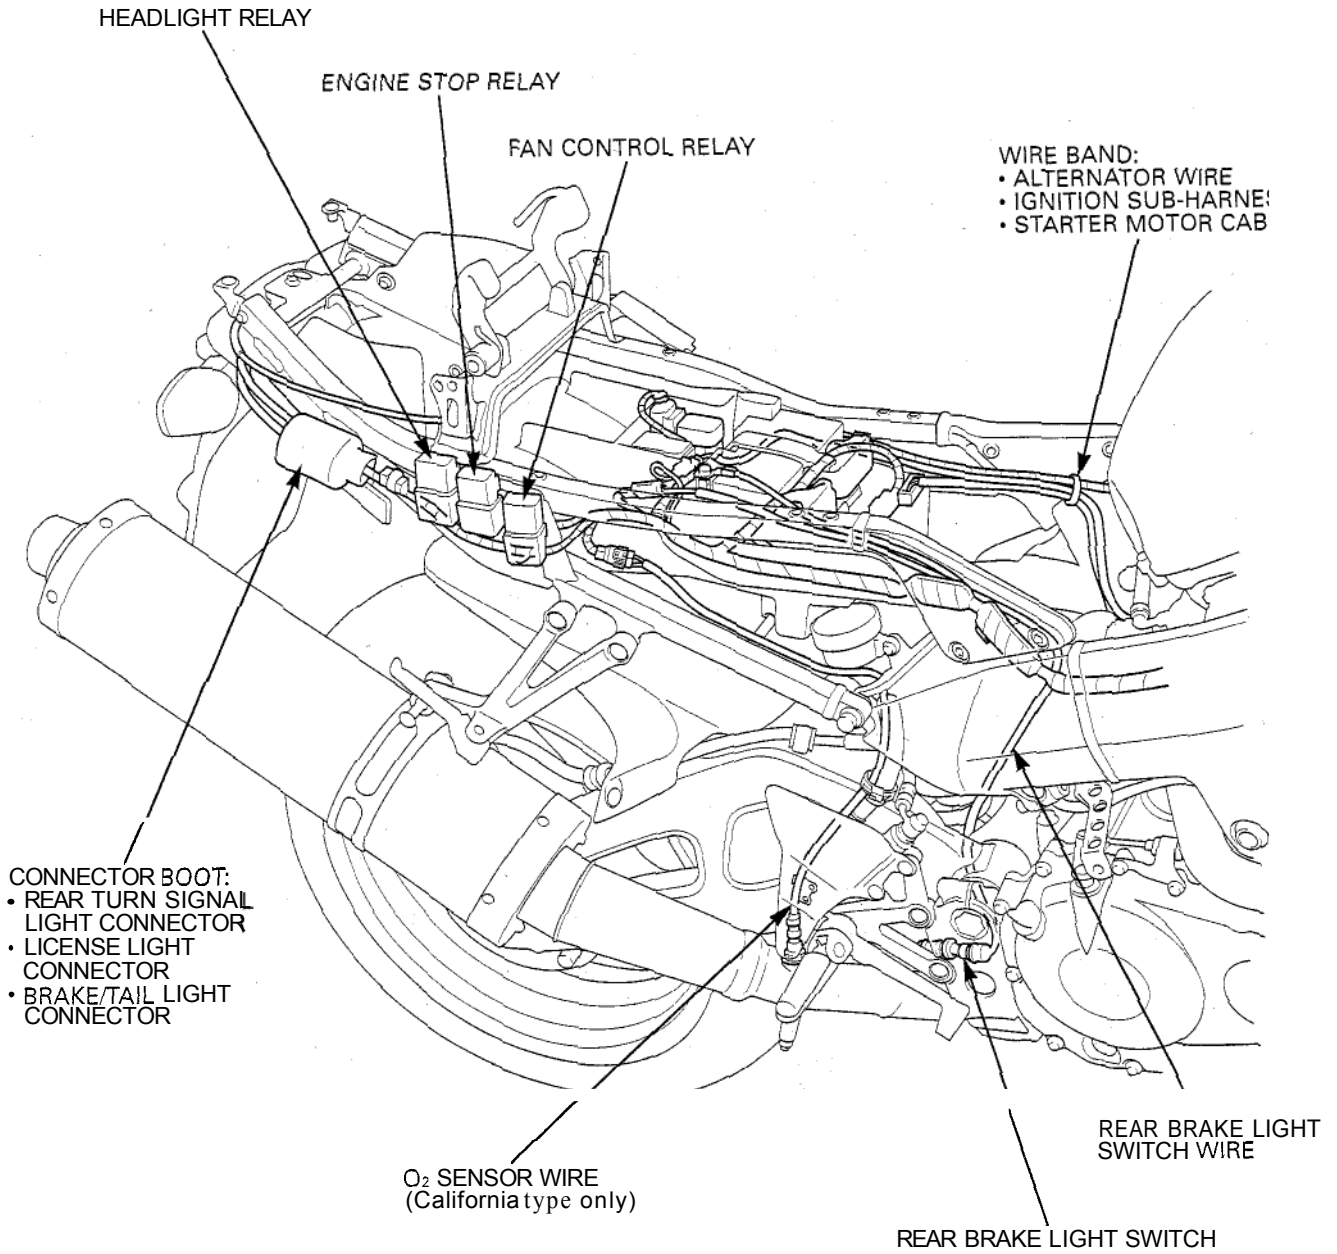 HEADLIGHT RELAY
ENGINE STOP RELAY
FAN CONTROL RELAY
WIRE BAND:
• ALTERNATOR WIRE
• IGNITION SUB-HARNE
• STARTER MOTOR CAB
CONNECTOR BOOT:
• REAR TURN SIGNAL
LIGHT CONNECTOR
• LICENSE LIGHT
CONNECTOR
• BRAKE/TAIL LIGHT
CONNECTOR
O₂ SENSOR WIRE
(California type only)
REAR BRAKE LIGHT
SWITCH WIRE
REAR BRAKE LIGHT SWITCH